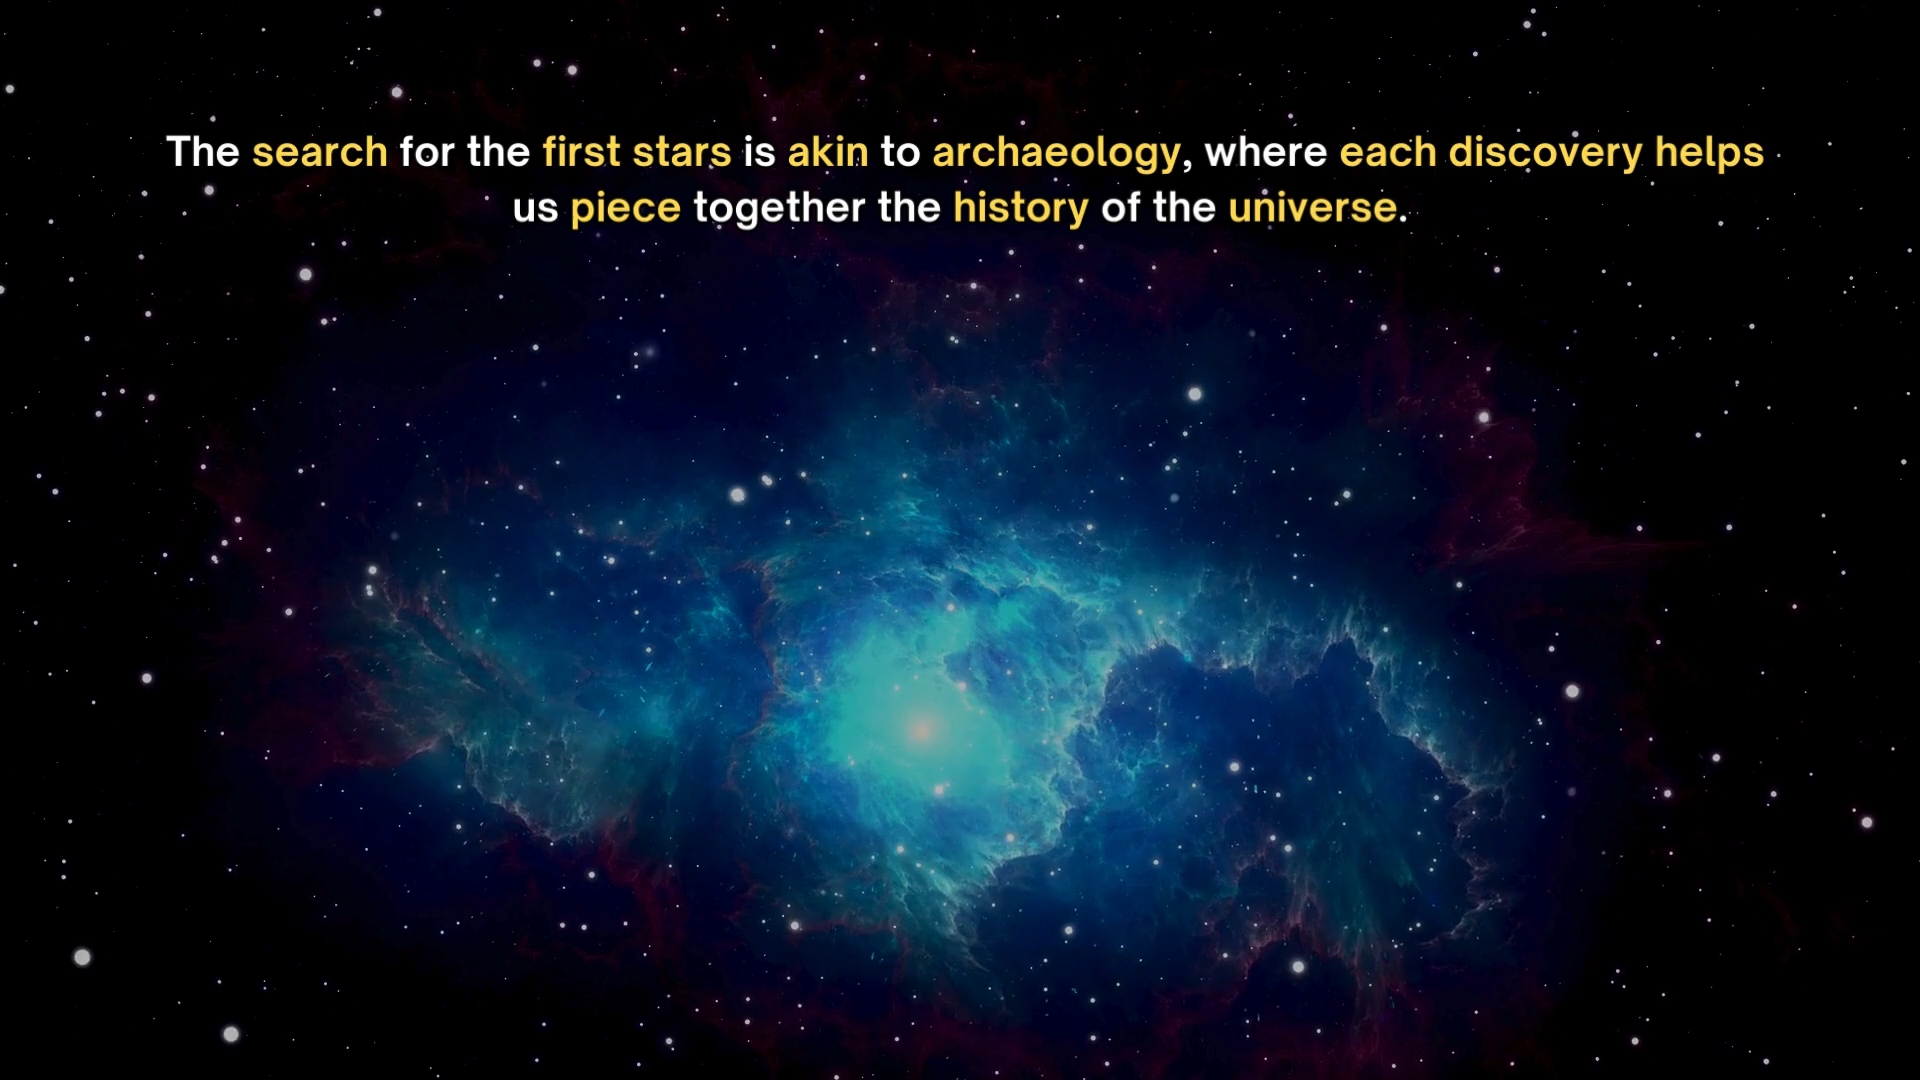 The search for the first stars is akin to archaeology, where each discovery helps
us piece together the history of the universe.